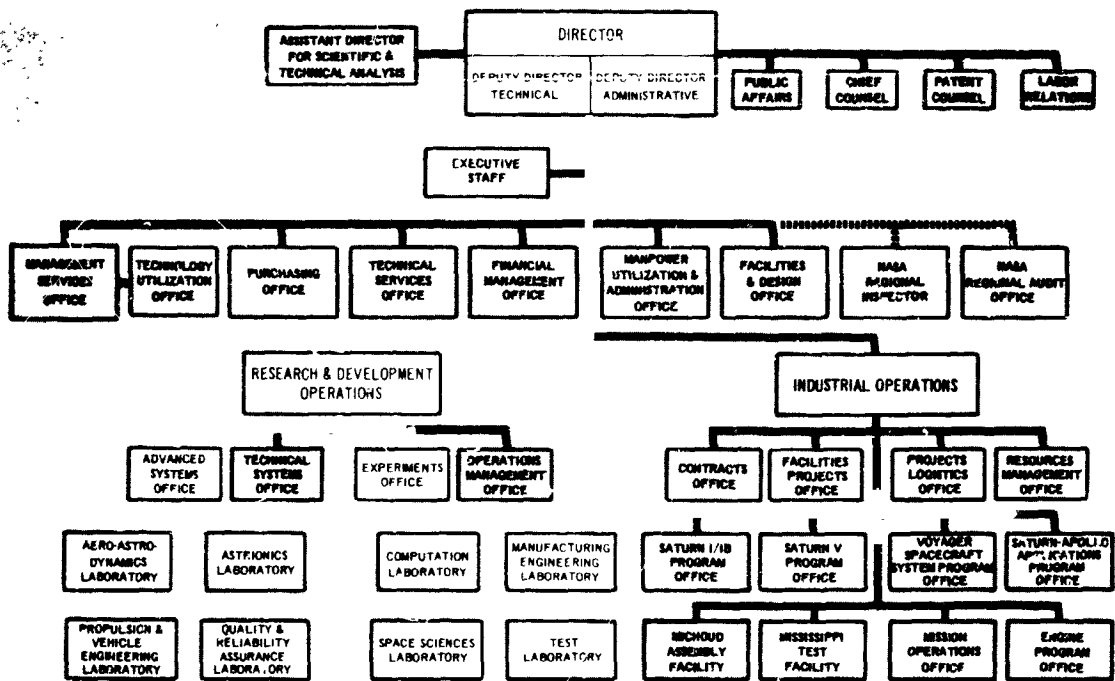 ASSISTANT DIRECTOR
FOR SCIENTIFIC &
TECHNICAL ANALYSIS
DIRECTOR
DEPUTY DIRECTOR
TECHNICAL
DEPUTY DIRECTOR
ADMINISTRATIVE
PUBLIC
AFFAIRS
CHIEF
COUNSEL
PATENT
COUNSEL
LABOR
RELATIONS
EXECUTIVE
STAFF
MANAGEMENT
SERVICES
OFFICE
TECHNOLOGY
UTILIZATION
OFFICE
PURCHASING
OFFICE
TECHNICAL
SERVICES
OFFICE
FINANCIAL
MANAGEMENT
OFFICE
MANPOWER
UTILIZATION &
ADMINISTRATION
OFFICE
FACILITIES
& DESIGN
OFFICE
NASA
REGIONAL
INSPECTOR
NASA
REGIONAL AUDIT
OFFICE
RESEARCH & DEVELOPMENT
OPERATIONS
INDUSTRIAL OPERATIONS
ADVANCED
SYSTEMS
OFFICE
TECHNICAL
SYSTEMS
OFFICE
EXPERIMENTS
OFFICE
OPERATIONS
MANAGEMENT
OFFICE
CONTRACTS
OFFICE
FACILITIES
PROJECTS
OFFICE
PROJECTS
LOGISTICS
OFFICE
RESOURCES
MANAGEMENT
OFFICE
AERO-ASTRO-
DYNAMICS
LABORATORY
ASTRIONICS
LABORATORY
COMPUTATION
LABORATORY
MANUFACTURING
ENGINEERING
LABORATORY
SATURN I/IB
PROGRAM
OFFICE
SATURN V
PROGRAM
OFFICE
VOYAGER
SPACECRAFT
SYSTEM PROGRAM
OFFICE
SATURN-APOLLO
APPLICATIONS
PROGRAM
OFFICE
PROPULSION &
VEHICLE
ENGINEERING
LABORATORY
QUALITY &
RELIABILITY
ASSURANCE
LABORATORY
SPACE SCIENCES
LABORATORY
TEST
LABORATORY
MICHOUD
ASSEMBLY
FACILITY
MISSISSIPPI
TEST
FACILITY
MISSION
OPERATIONS
OFFICE
ENGINE
PROGRAM
OFFICE